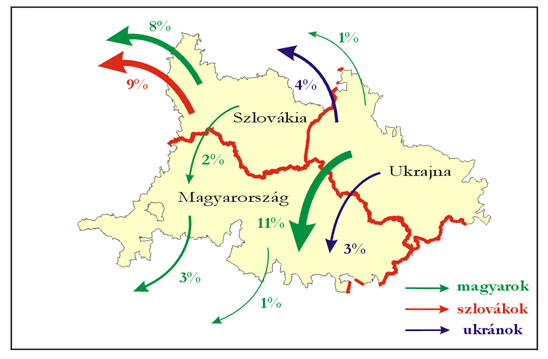 8%
1%
9%
4%
Szlovákia
2%
Ukrajna
Magyarország
11%
3%
3%
1%
magyarok
szlovákok
ukránok